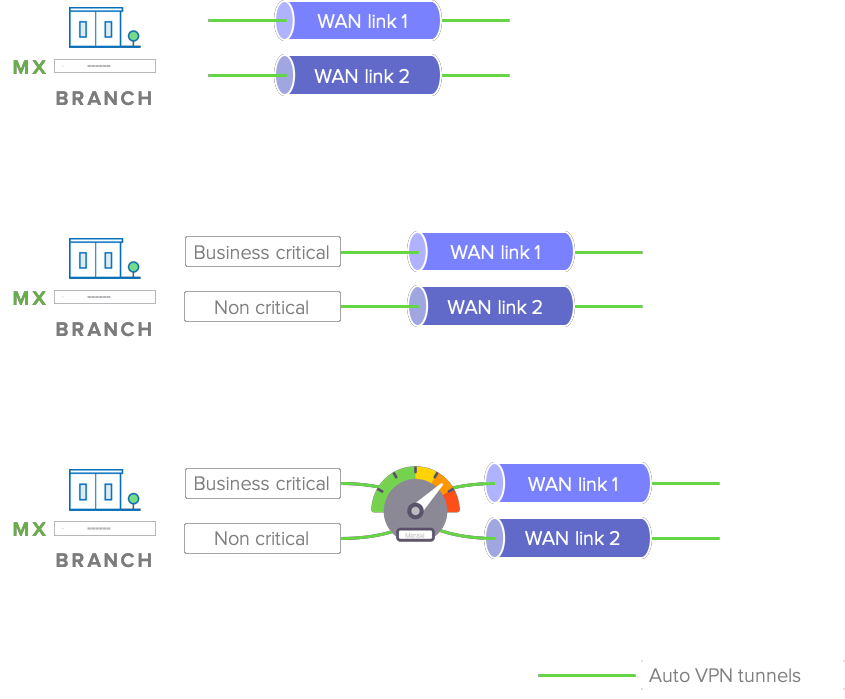 WAN link 1
MX
WAN link 2
BRANCH
Business critical
WAN link 1
MX
Non critical
WAN link 2
BRANCH
Business critical
WAN link 1
MX
Non critical
WAN link 2
BRANCH
Auto VPN tunnels